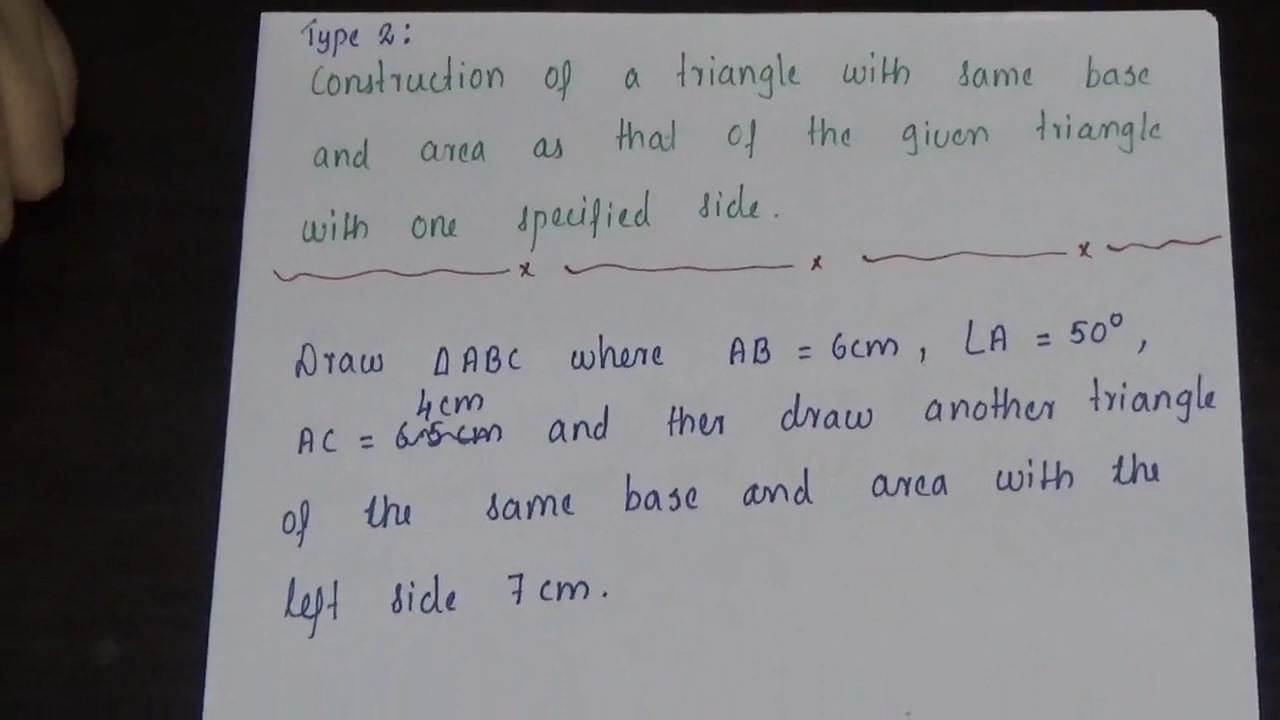 Type 2:
Construction of a triangle with same base
and area as that of the given triangle
with one specified side.
Draw ΔABC where AB = 6cm, ∠A = 50°,
4cm
AC = 6.5cm and then draw another triangle
of the same base and area with the
left side 7cm.